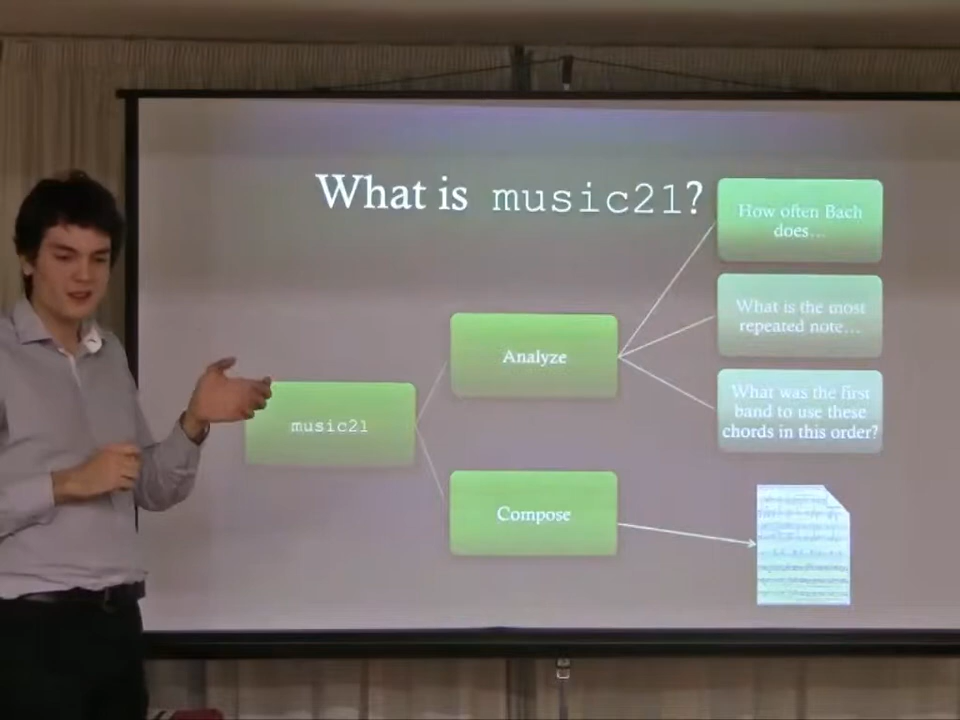 What is music21?
How often Bach
does...
What is the most
repeated note...
Analyze
What was the first
band to use these
chords in this order?
music21
Compose